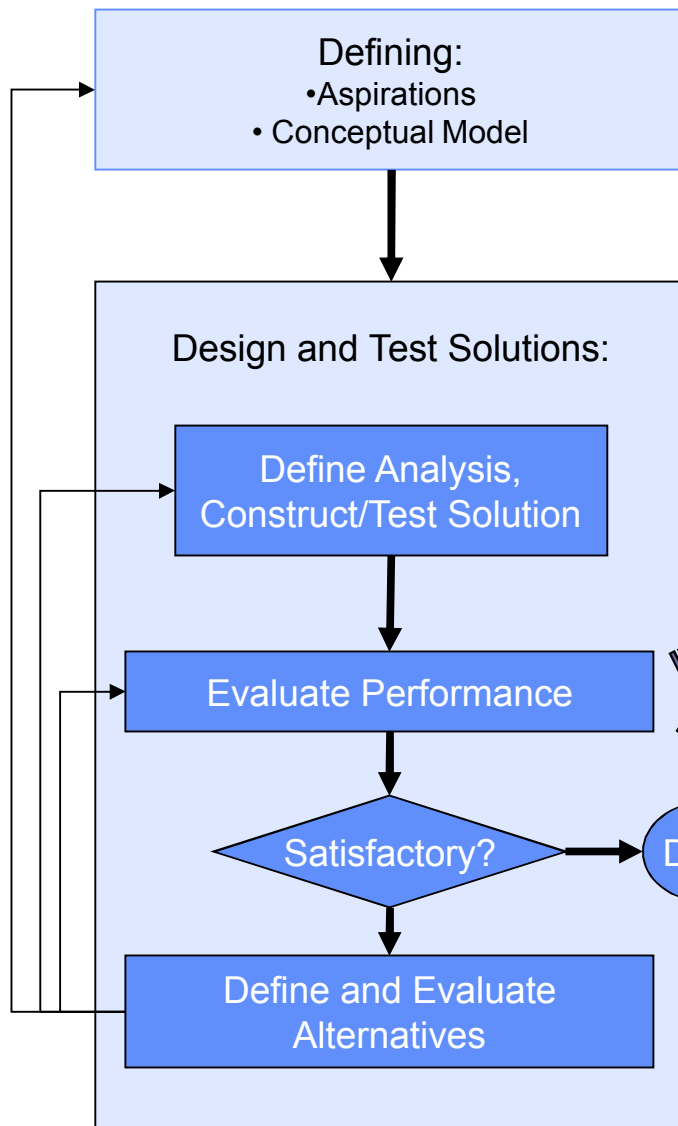 Defining:
•Aspirations
• Conceptual Model
Design and Test Solutions:
Define Analysis,
Construct/Test Solution
Evaluate Performance
Satisfactory?
Define and Evaluate
Alternatives